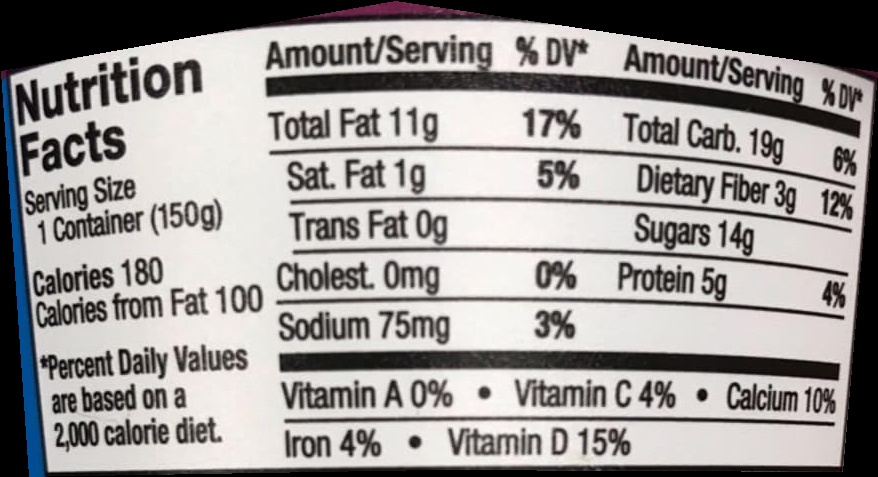 Nutrition
Facts
Serving Size
1 Container (150g)
Calories 180
Calories from Fat 100
*Percent Daily Values
are based on a
2,000 calorie diet.
Amount/Serving % DV*
Total Fat 11g 17%
Sat. Fat 1g 5%
Trans Fat 0g
Cholest. 0mg 0%
Sodium 75mg 3%
Amount/Serving % DV*
Total Carb. 19g 6%
Dietary Fiber 3g 12%
Sugars 14g
Protein 5g 4%
Vitamin A 0% • Vitamin C 4% • Calcium 10%
Iron 4% • Vitamin D 15%